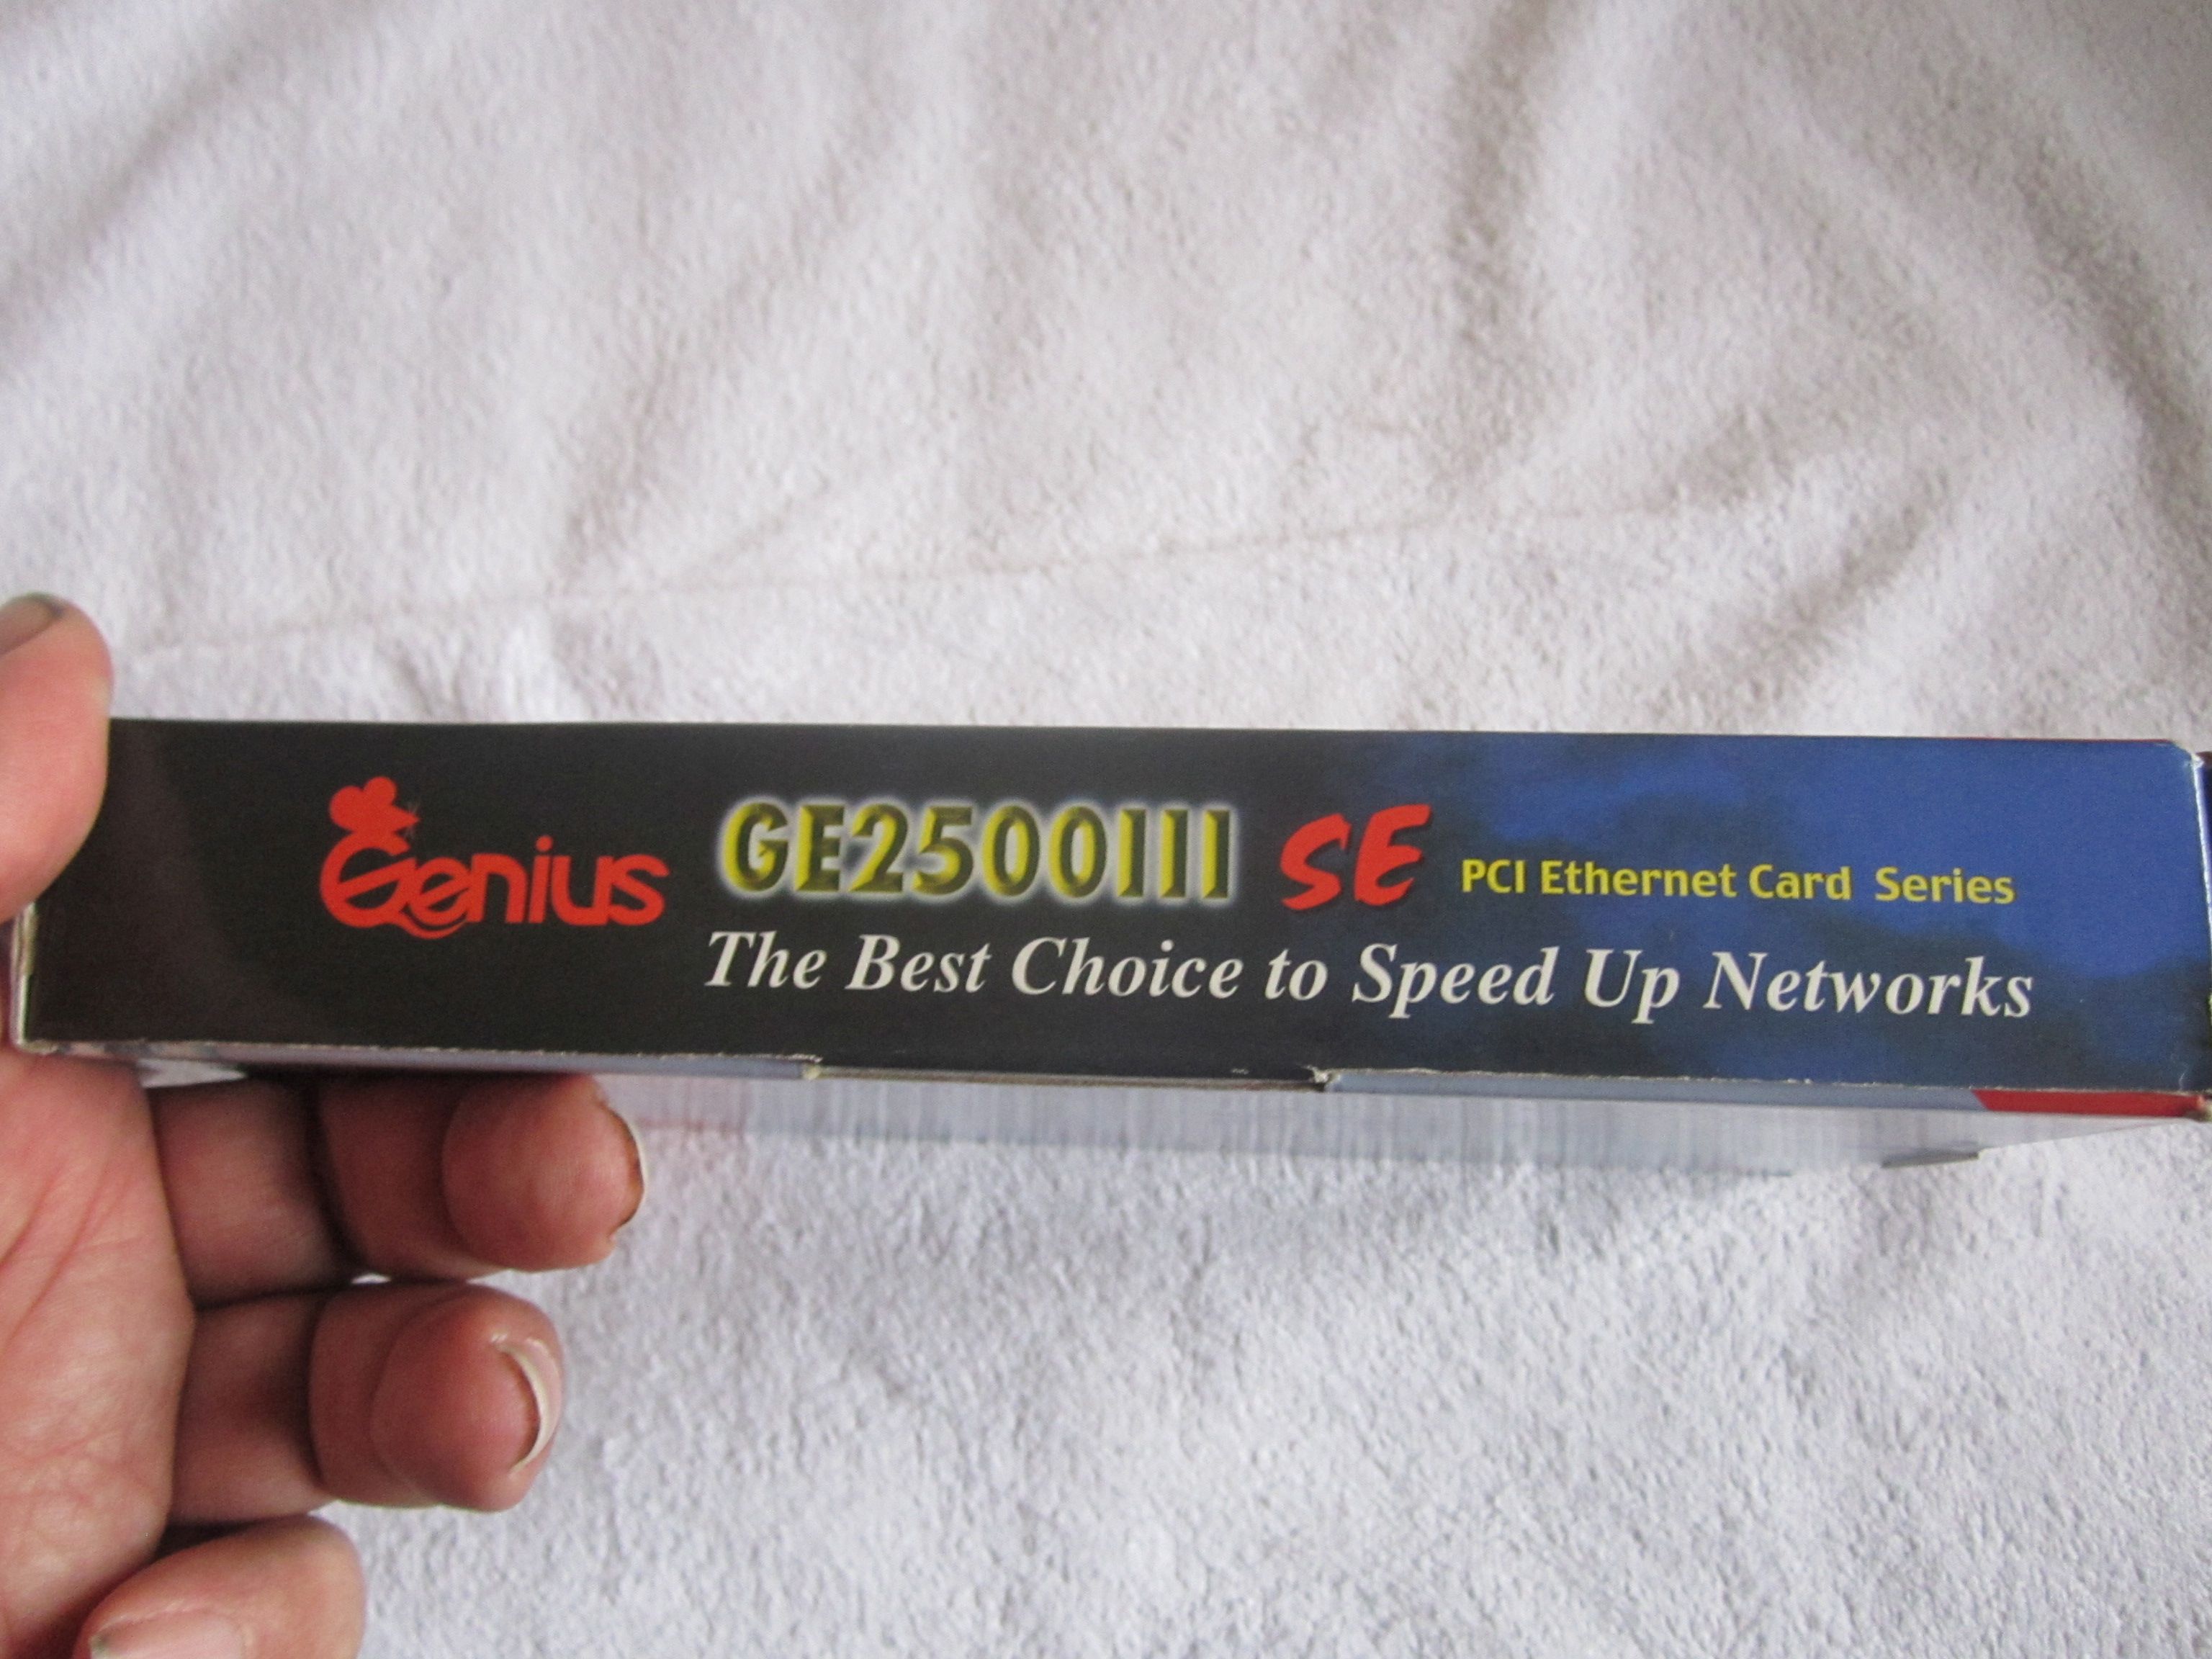 Genius GE2500III SE PCI Ethernet Card Series
The Best Choice to Speed Up Networks